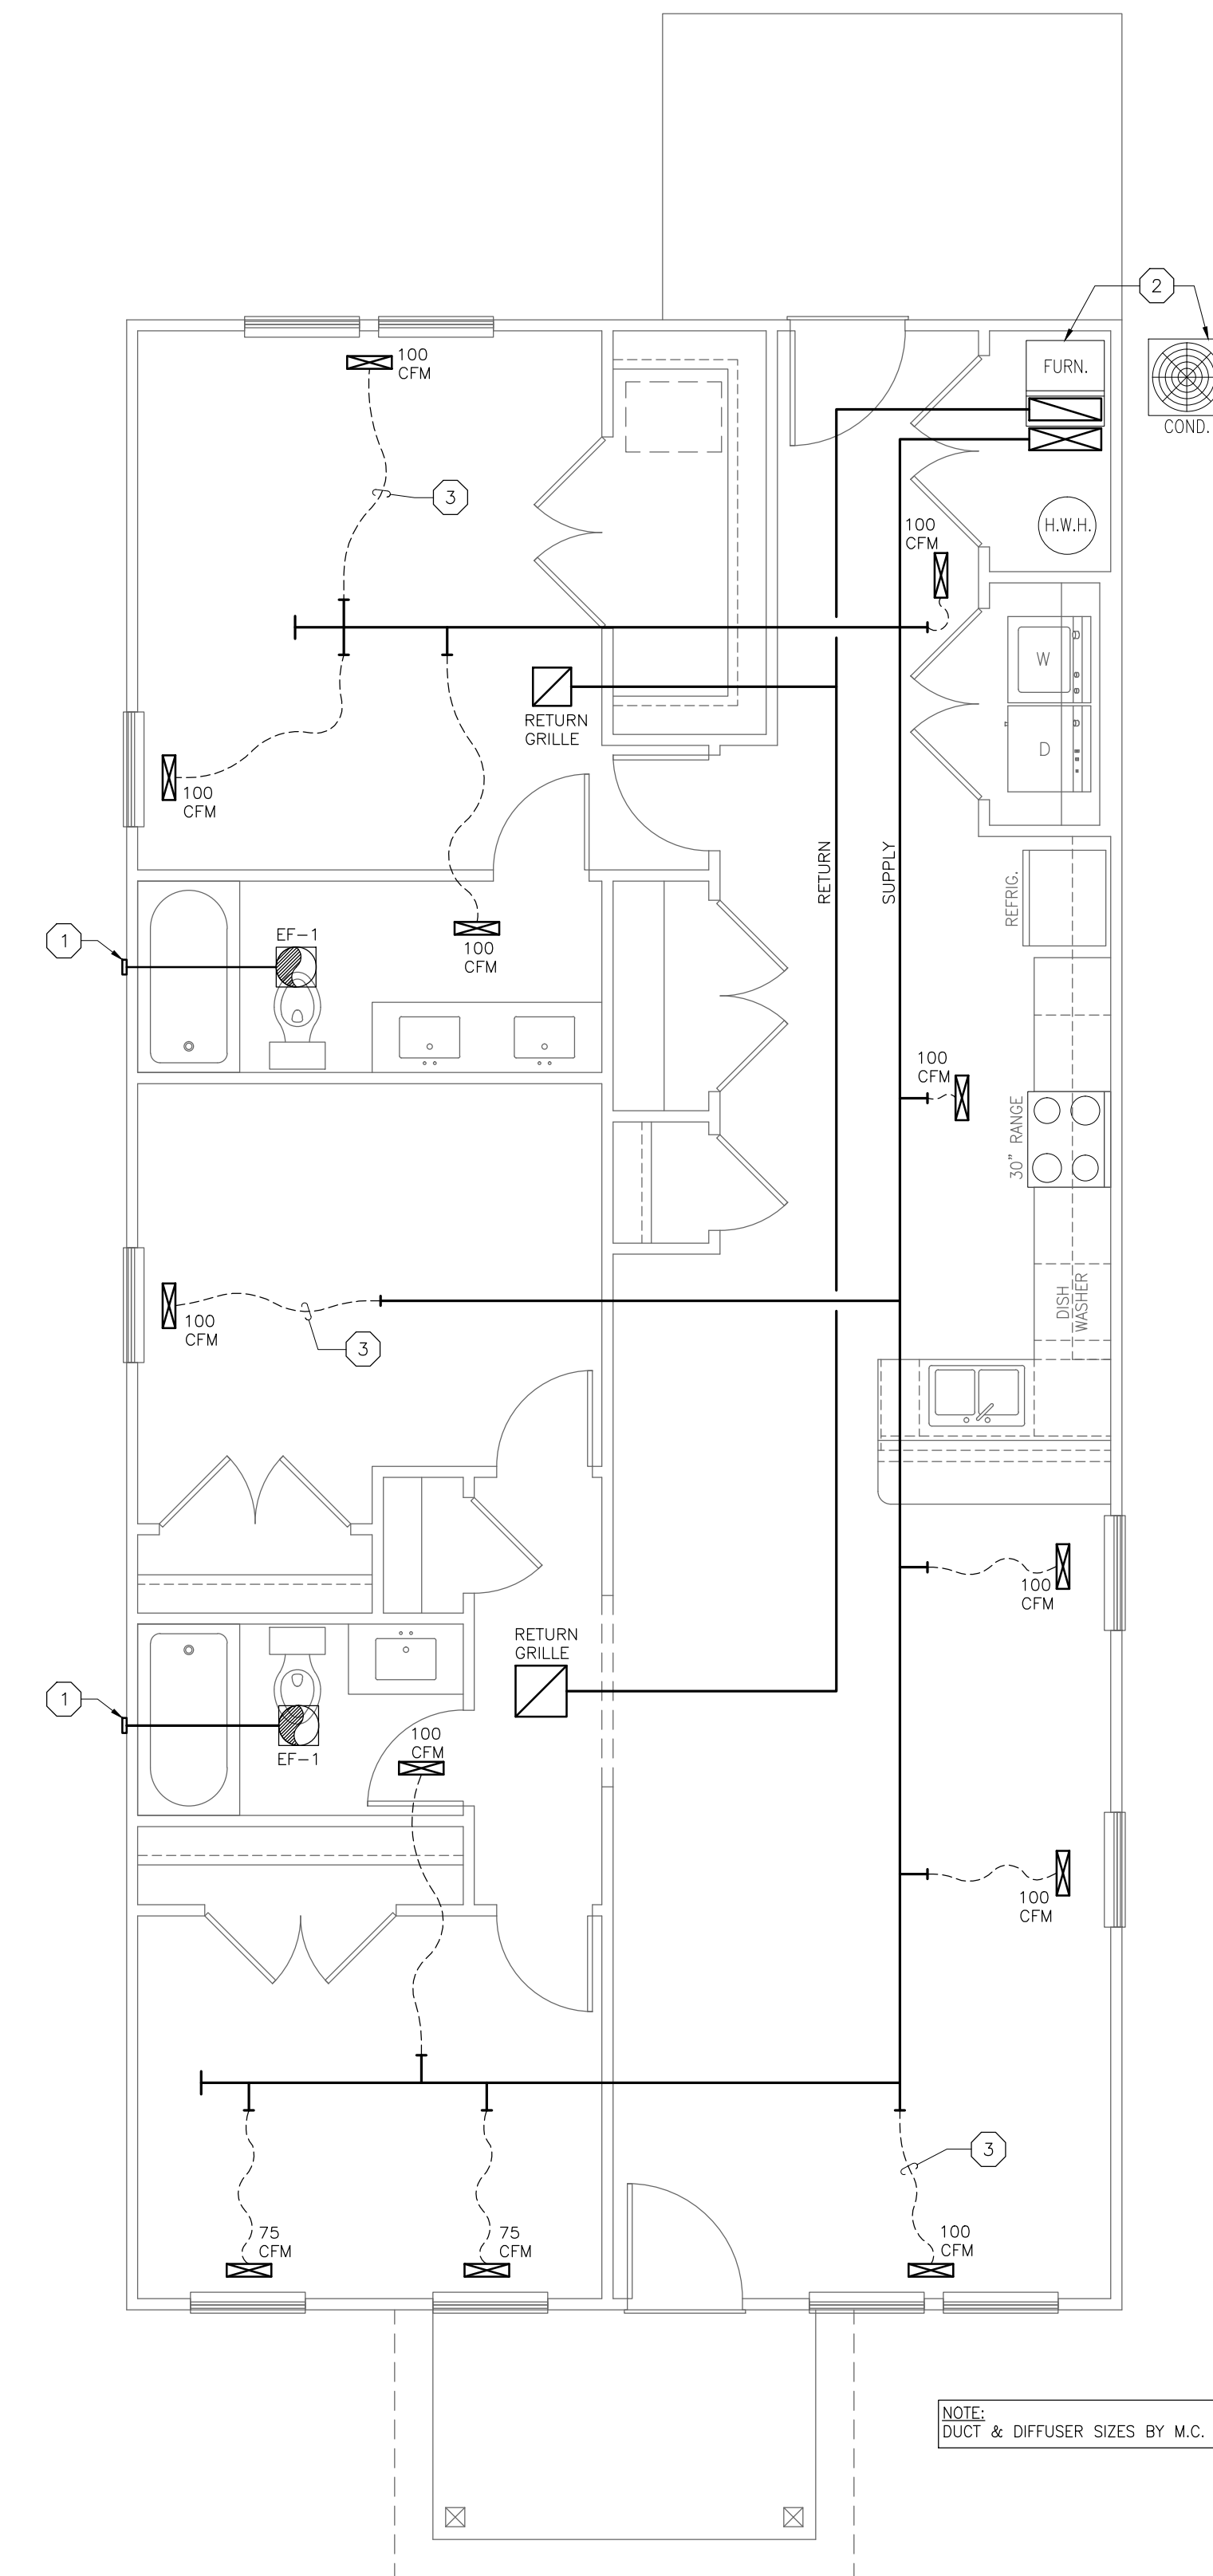 2
100
CFM
FURN.
COND.
3
100
CFM
H.W.H.
W
RETURN
GRILLE
D
100
CFM
RETURN
SUPPLY
REFRIG.
1
EF-1
100
CFM
100
CFM
30" RANGE
DISH
WASHER
100
CFM
3
100
CFM
RETURN
GRILLE
1
EF-1
100
CFM
100
CFM
3
75
CFM
75
CFM
100
CFM
NOTE:
DUCT & DIFFUSER SIZES BY M.C.